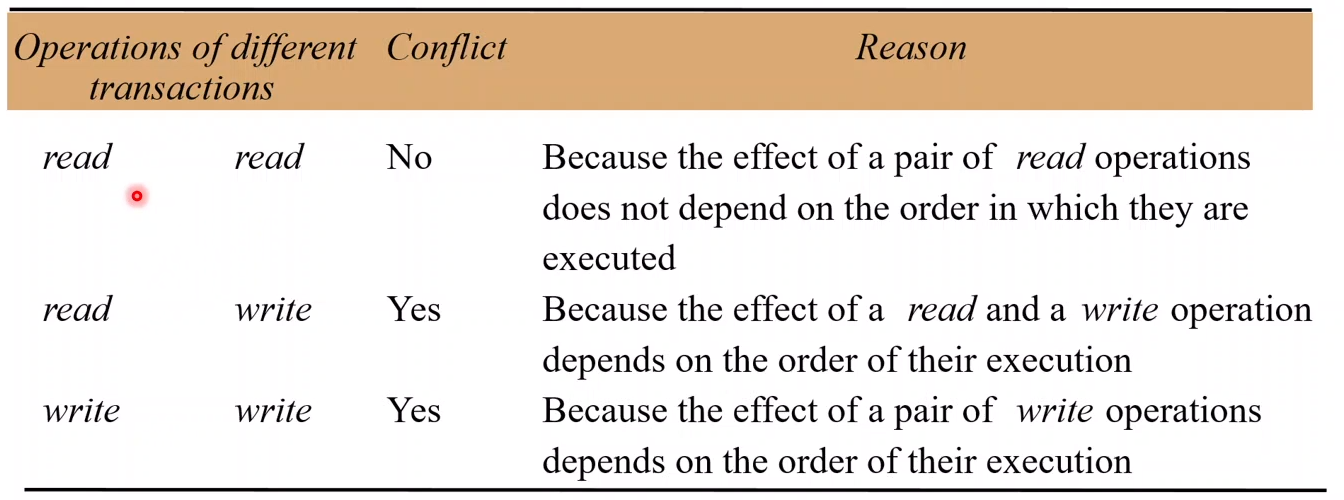 Operations of different Conflict Reason
transactions
read read No Because the effect of a pair of read operations
does not depend on the order in which they are
executed
read write Yes Because the effect of a read and a write operation
depends on the order of their execution
write write Yes Because the effect of a pair of write operations
depends on the order of their execution